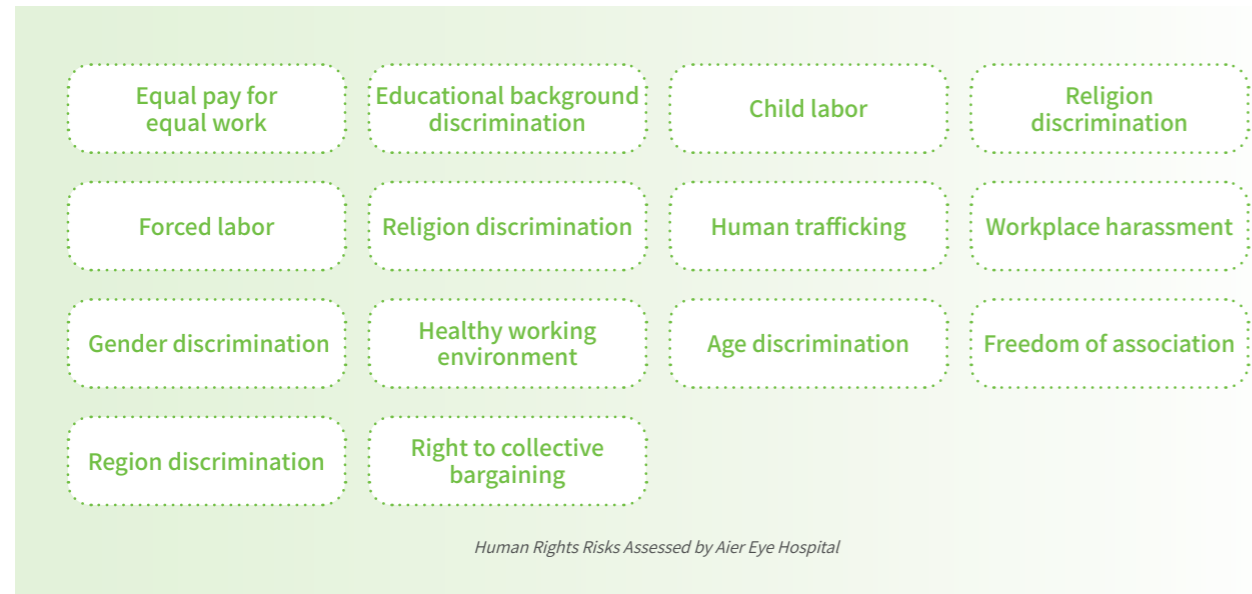 Equal pay for
equal work
Educational background
discrimination
Child labor
Religion
discrimination
Forced labor
Religion discrimination
Human trafficking
Workplace harassment
Gender discrimination
Healthy working
environment
Age discrimination
Freedom of association
Region discrimination
Right to collective
bargaining
Human Rights Risks Assessed by Aier Eye Hospital